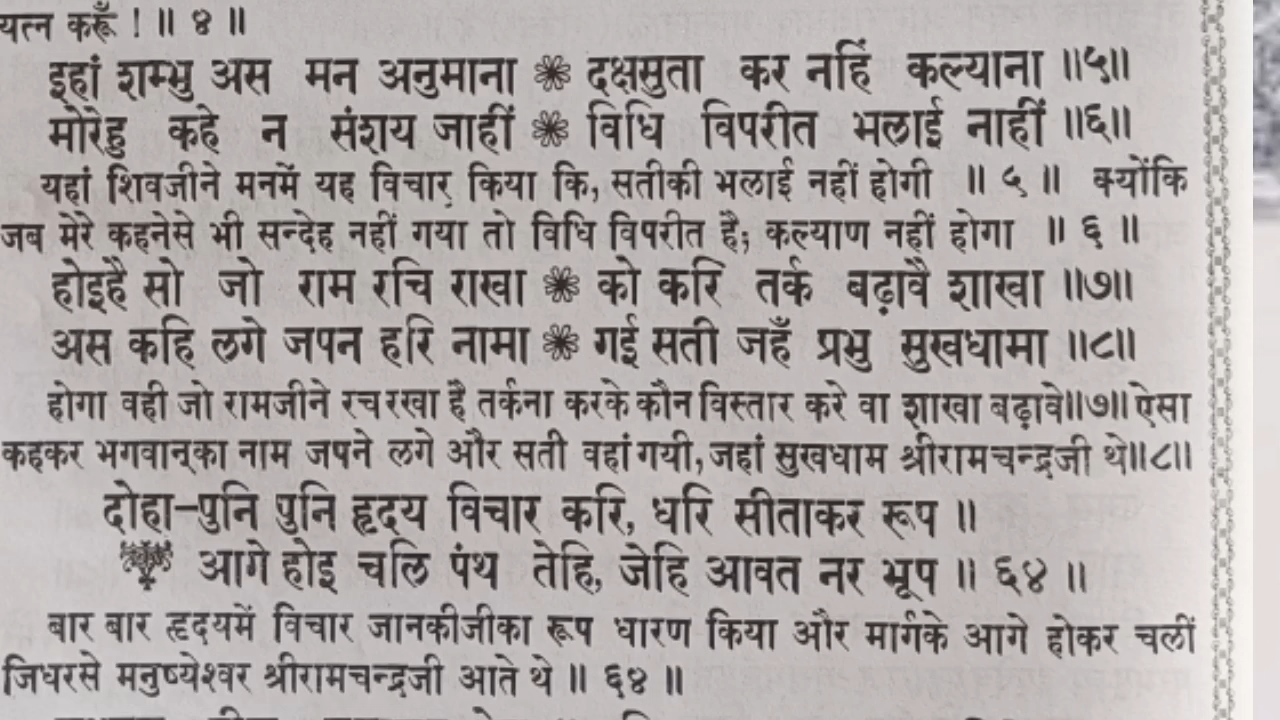 यत्न करूँ ! ॥ ४ ॥
इहां शम्भु अस मन अनुमाना ❃ दक्षसुता कर नहिं कल्याना ॥५॥
मोरेहु कहे न संशय जाहीं ❃ विधि विपरीत भलाई नाहीं ॥६॥
यहां शिवजीने मनमें यह विचार किया कि, सतीकी भलाई नहीं होगी ॥ ५ ॥ क्योंकि
जब मेरे कहनेसे भी सन्देह नहीं गया तो विधि विपरीत है; कल्याण नहीं होगा ॥ ६ ॥
होइहै सो जो राम रचि राखा ❃ को करि तर्क बढ़ावै शाखा ॥७॥
अस कहि लगे जपन हरि नामा ❃ गई सती जहँ प्रभु सुखधामा ॥८॥
होगा वही जो रामजीने रचरखा है तर्कना करके कौन विस्तार करे वा शाखा बढ़ावे॥७॥ ऐसा
कहकर भगवान्‌का नाम जपने लगे और सती वहां गयी, जहां सुखधाम श्रीरामचन्द्रजी थे॥८॥
दोहा–पुनि पुनि हृदय विचार करि, धरि सीताकर रूप ॥
आगे होइ चलि पंथ तेहि, जेहि आवत नर भूप ॥ ६४ ॥
बार बार हृदयमें विचार जानकीजीका रूप धारण किया और मार्गके आगे होकर चलीं
जिधरसे मनुष्येश्वर श्रीरामचन्द्रजी आते थे ॥ ६४ ॥